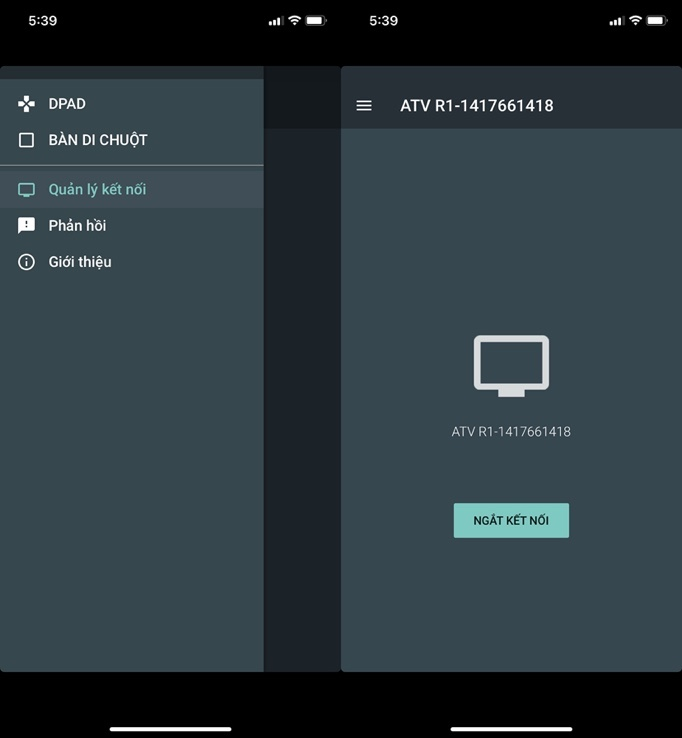 5:39
DPAD
BÀN DI CHUỘT
Quản lý kết nối
Phản hồi
Giới thiệu
5:39
ATV R1-1417661418
ATV R1-1417661418
NGẮT KẾT NỐI